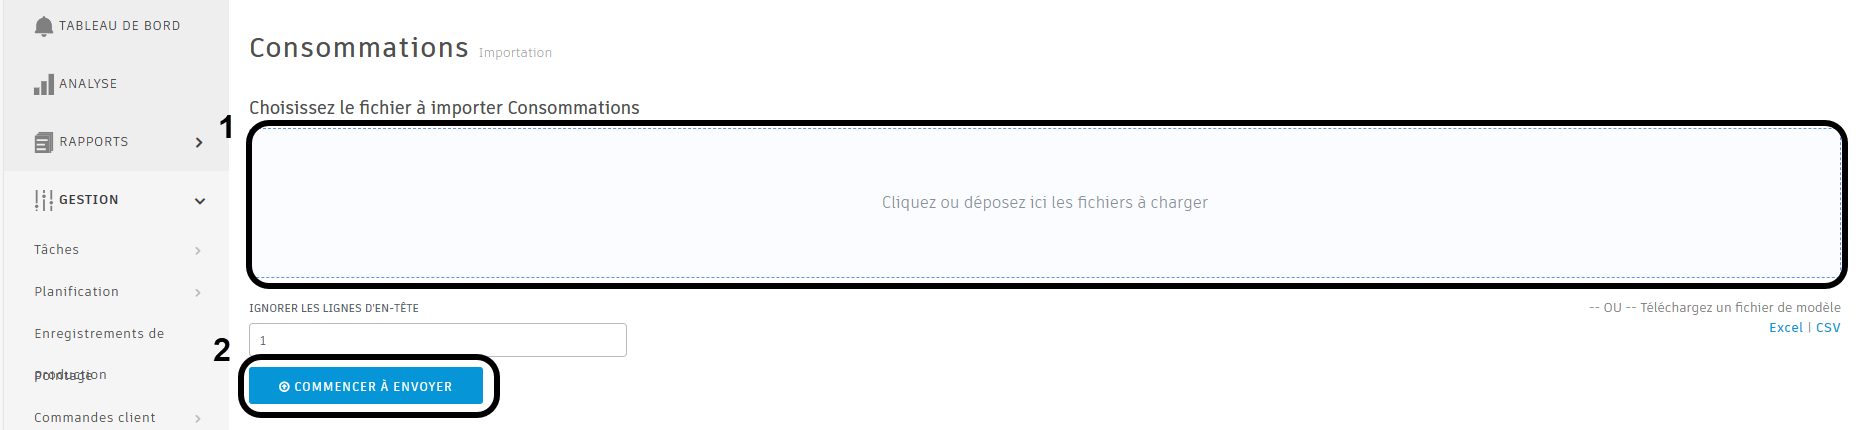 TABLEAU DE BORD
ANALYSE
RAPPORTS
GESTION
Tâches
Planification
Enregistrements de
production
Pointage
Commandes client
Consommations Importation
Choisissez le fichier à importer Consommations
1
Cliquez ou déposez ici les fichiers à charger
IGNORER LES LIGNES D'EN-TÊTE
-- OU -- Téléchargez un fichier de modèle
Excel | CSV
1
2
COMMENCER À ENVOYER